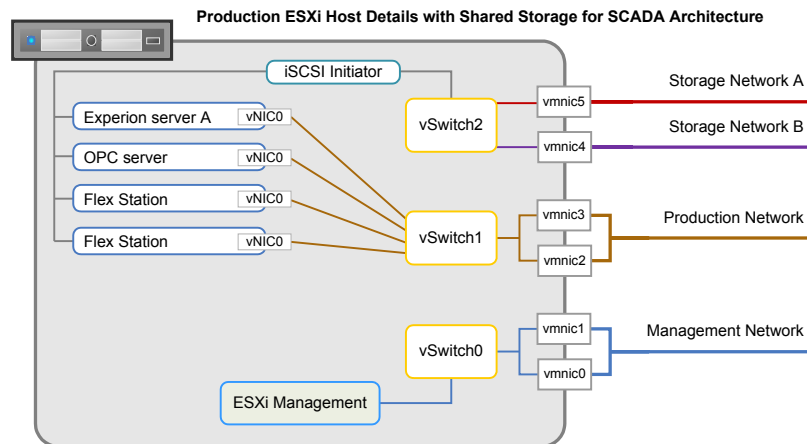 Production ESXi Host Details with Shared Storage for SCADA Architecture
iSCSI Initiator
Storage Network A
vmnic5
Experion server A
vNIC0
vSwitch2
Storage Network B
vmnic4
OPC server
vNIC0
Flex Station
vNIC0
vmnic3
Production Network
vSwitch1
Flex Station
vNIC0
vmnic2
vmnic1
Management Network
vSwitch0
vmnic0
ESXi Management